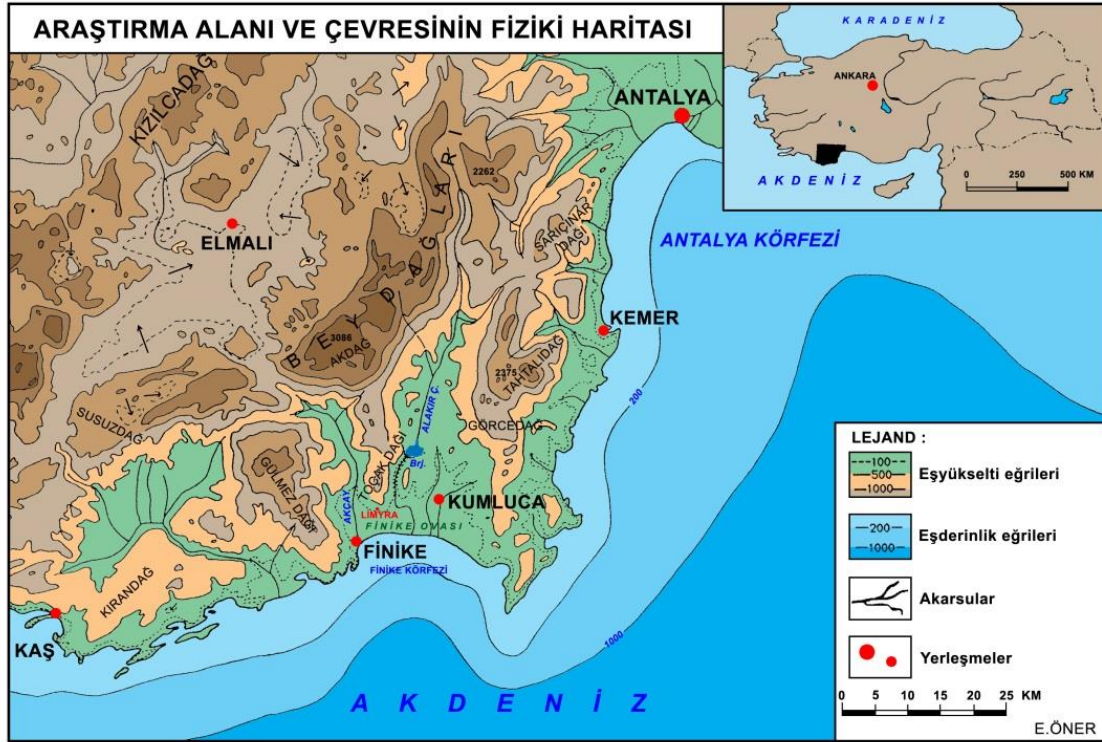 ARAŞTIRMA ALANI VE ÇEVRESİNİN FİZİKİ HARİTASI
KARADENİZ
ANKARA
AKDENİZ
0 250 500 KM
KIZILCADAĞ
ANTALYA
BEYDAĞLARI
2262
ELMALI
SARIÇINAR
DAĞI
ANTALYA KÖRFEZİ
KEMER
3086
AKDAĞ
2375
TAHTALIDAĞ
200
SUSUZDAĞ
ALAKIR Ç.
GÖRCEDAĞ
GÜLMEZ DAĞI
TOÇAK DAĞI
Brj.
AKÇAY
KUMLUCA
LİMYRA
FİNİKE OVASI
FİNİKE
FİNİKE KÖRFEZİ
KIRANDAĞ
KAŞ
1000
AKDENİZ
LEJAND :
100
500
1000
Eşyükselti eğrileri
200
1000
Eşderinlik eğrileri
Akarsular
Yerleşmeler
0 5 10 15 20 25 KM
E.ÖNER